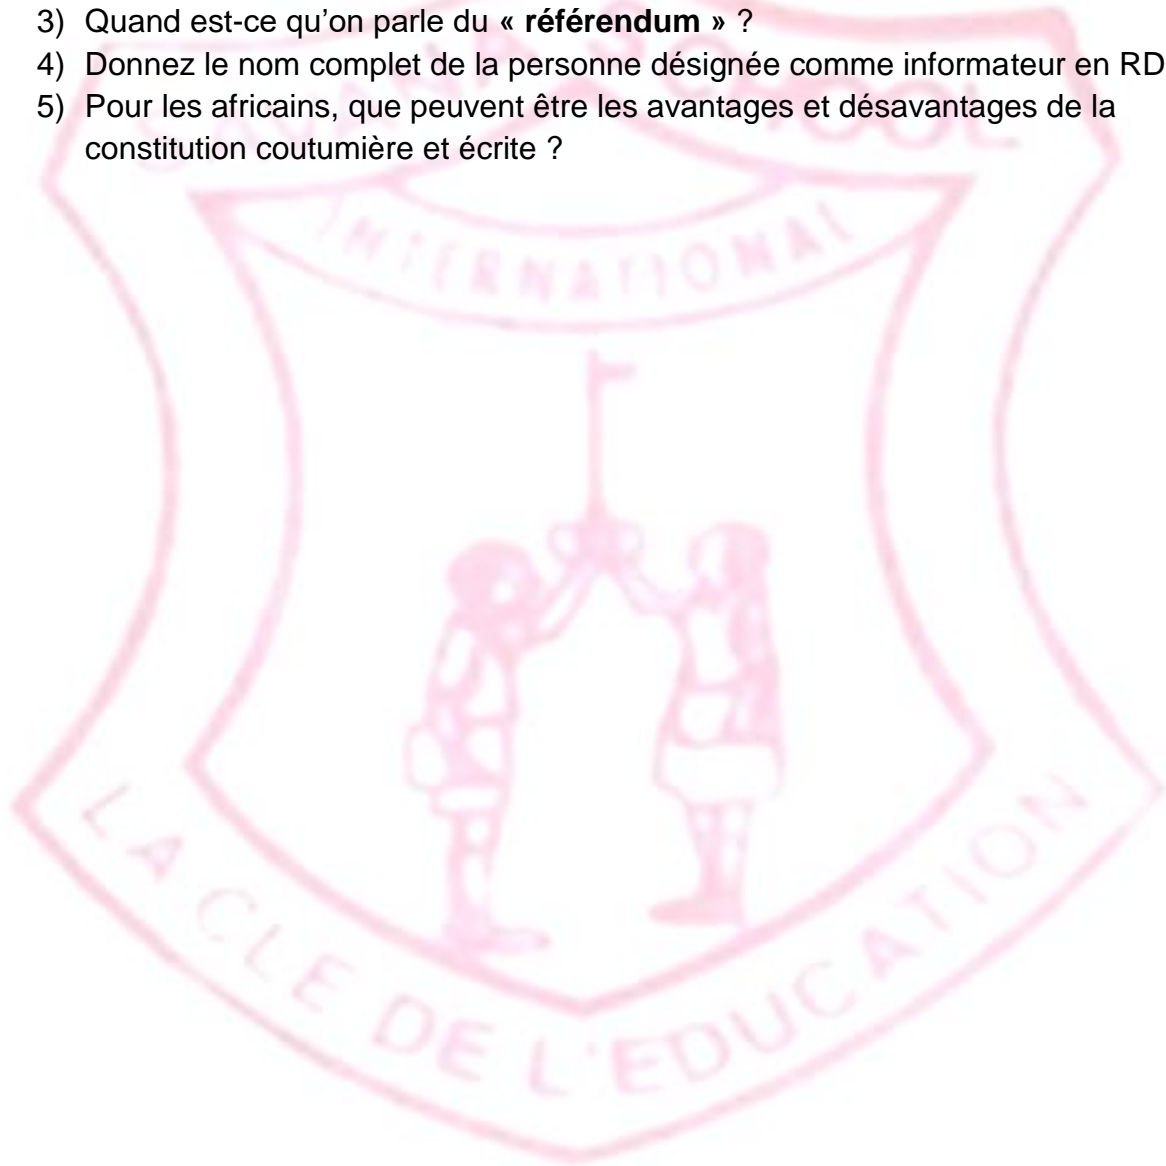 3) Quand est-ce qu'on parle du « référendum » ?
4) Donnez le nom complet de la personne désignée comme informateur en RD
5) Pour les africains, que peuvent être les avantages et désavantages de la
constitution coutumière et écrite ?
INTERNATIONAL
LA CLE DE L'EDUCATION